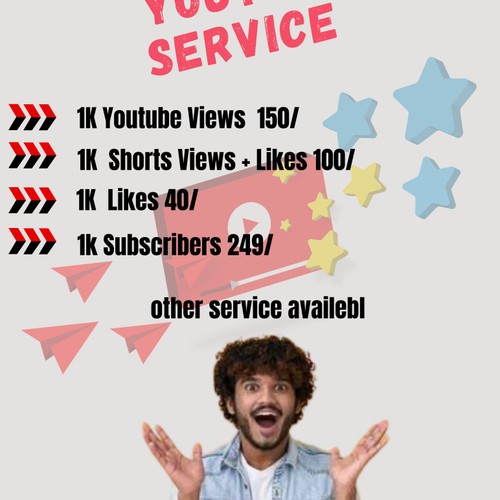 SERVICE
1K Youtube Views 150/
1K Shorts Views + Likes 100/
1K Likes 40/
1k Subscribers 249/
other service availebl